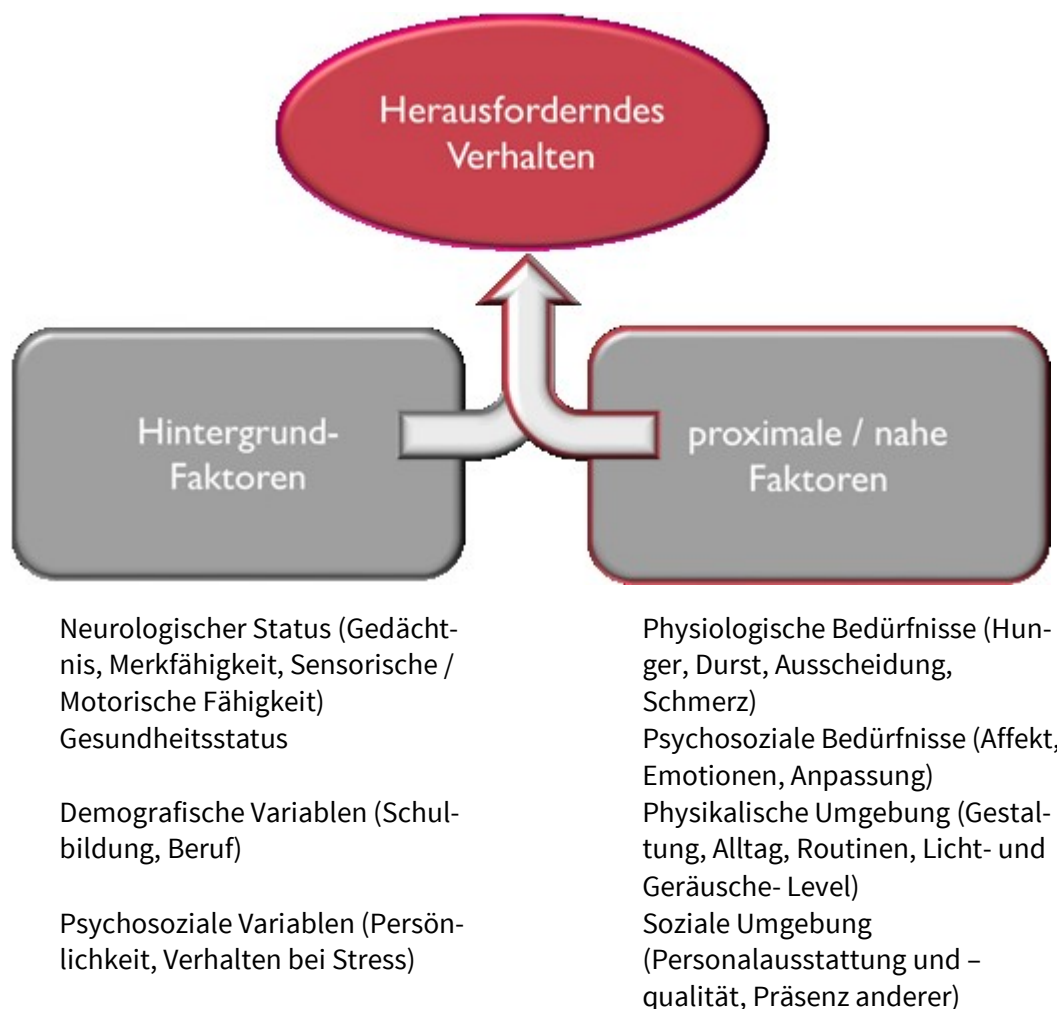 Herausforderndes
Verhalten
Hintergrund-
Faktoren
proximale / nahe
Faktoren
Neurologischer Status (Gedächt-
nis, Merkfähigkeit, Sensorische /
Motorische Fähigkeit)
Gesundheitsstatus
Demografische Variablen (Schul-
bildung, Beruf)
Psychosoziale Variablen (Persön-
lichkeit, Verhalten bei Stress)
Physiologische Bedürfnisse (Hun-
ger, Durst, Ausscheidung,
Schmerz)
Psychosoziale Bedürfnisse (Affekt,
Emotionen, Anpassung)
Physikalische Umgebung (Gestal-
tung, Alltag, Routinen, Licht- und
Geräusche- Level)
Soziale Umgebung
(Personalausstattung und –
qualität, Präsenz anderer)